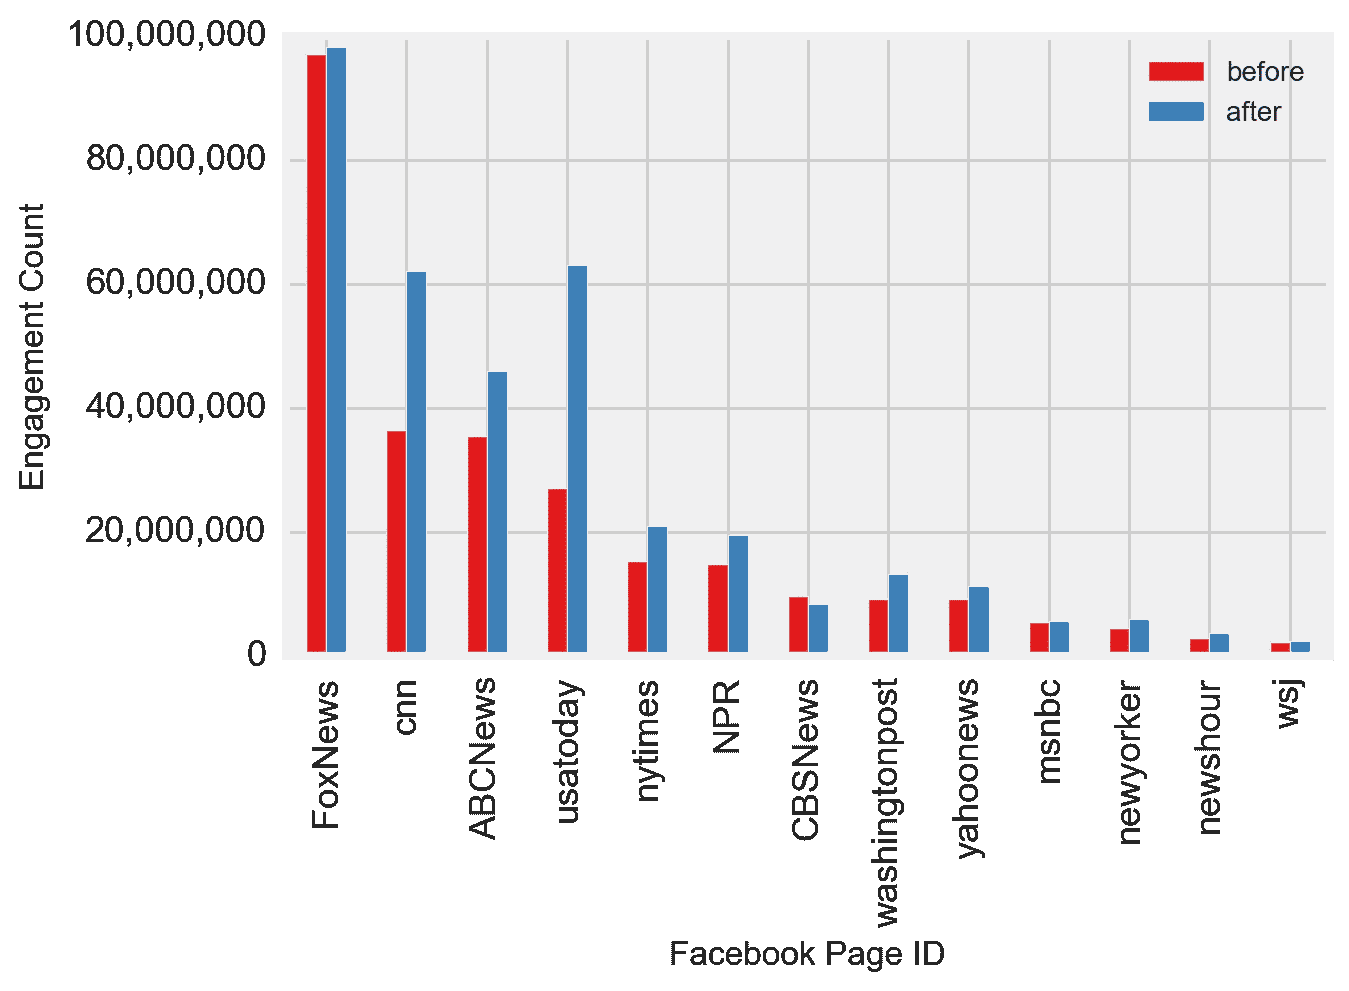 100,000,000
80,000,000
60,000,000
40,000,000
20,000,000
0
Engagement Count
before
after
FoxNews
cnn
ABCNews
usatoday
nytimes
NPR
CBSNews
washingtonpost
yahoonews
msnbc
newyorker
newshour
wsj
Facebook Page ID